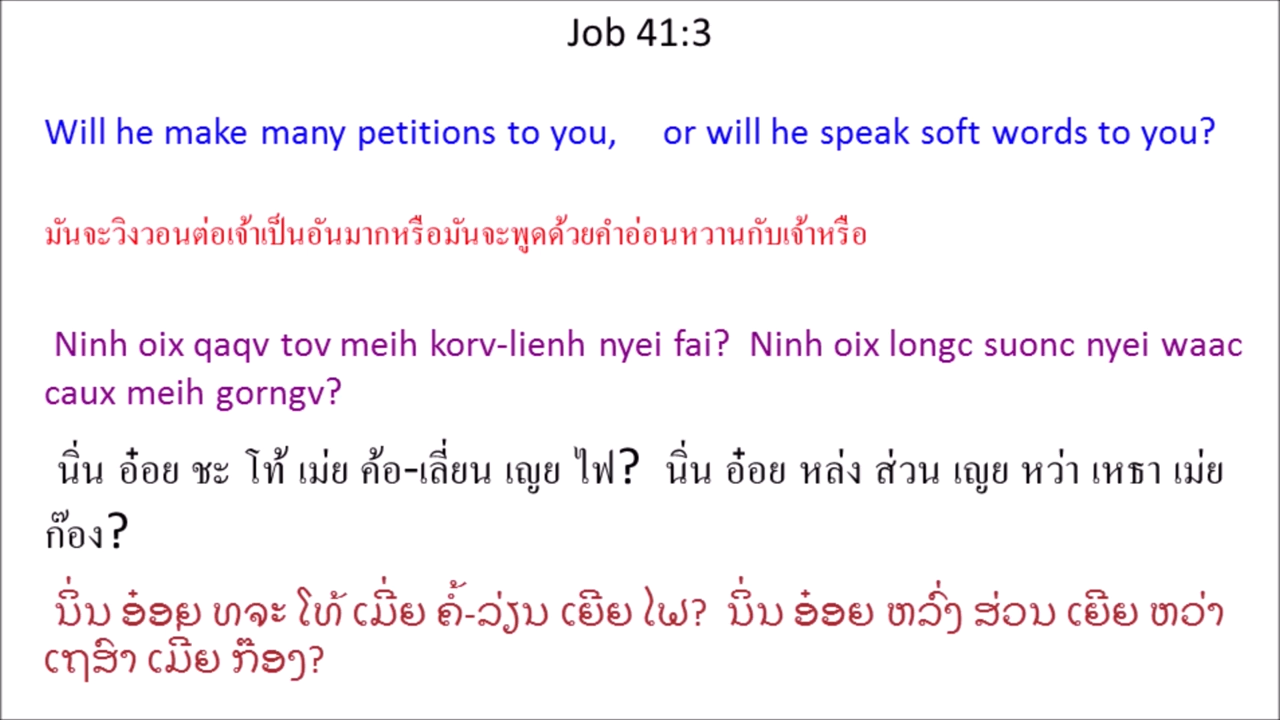 Job 41:3
Will he make many petitions to you, or will he speak soft words to you?
มันจะวิงวอนต่อเจ้าเป็นอันมากหรือมันจะพูดด้วยคำอ่อนหวานกับเจ้าหรือ
Ninh oix qaqv tov meih korv-lienh nyei fai? Ninh oix longc suonc nyei waac
caux meih gorngv?
นิ่น อ๋อย ชะ โท้ เม่ย ค้อ-เลี่ยน เญย ไฟ? นิ่น อ๋อย หล่ง ส่วน เญย หว่า เหธา เม่ย
ก๊อง?
ນິ່ນ ອ໋ອຍ ທຈະ ໂທ້ ເມີ່ຍ ຄໍ້-ລ່ຽນ ເຍີຍ ໄຟ? ນິ່ນ ອ໋ອຍ ຫລົ່ງ ສ່ວນ ເຍີຍ ຫວ່າ
ເຖສົາ ເມີ່ຍ ກ໊ອງ?